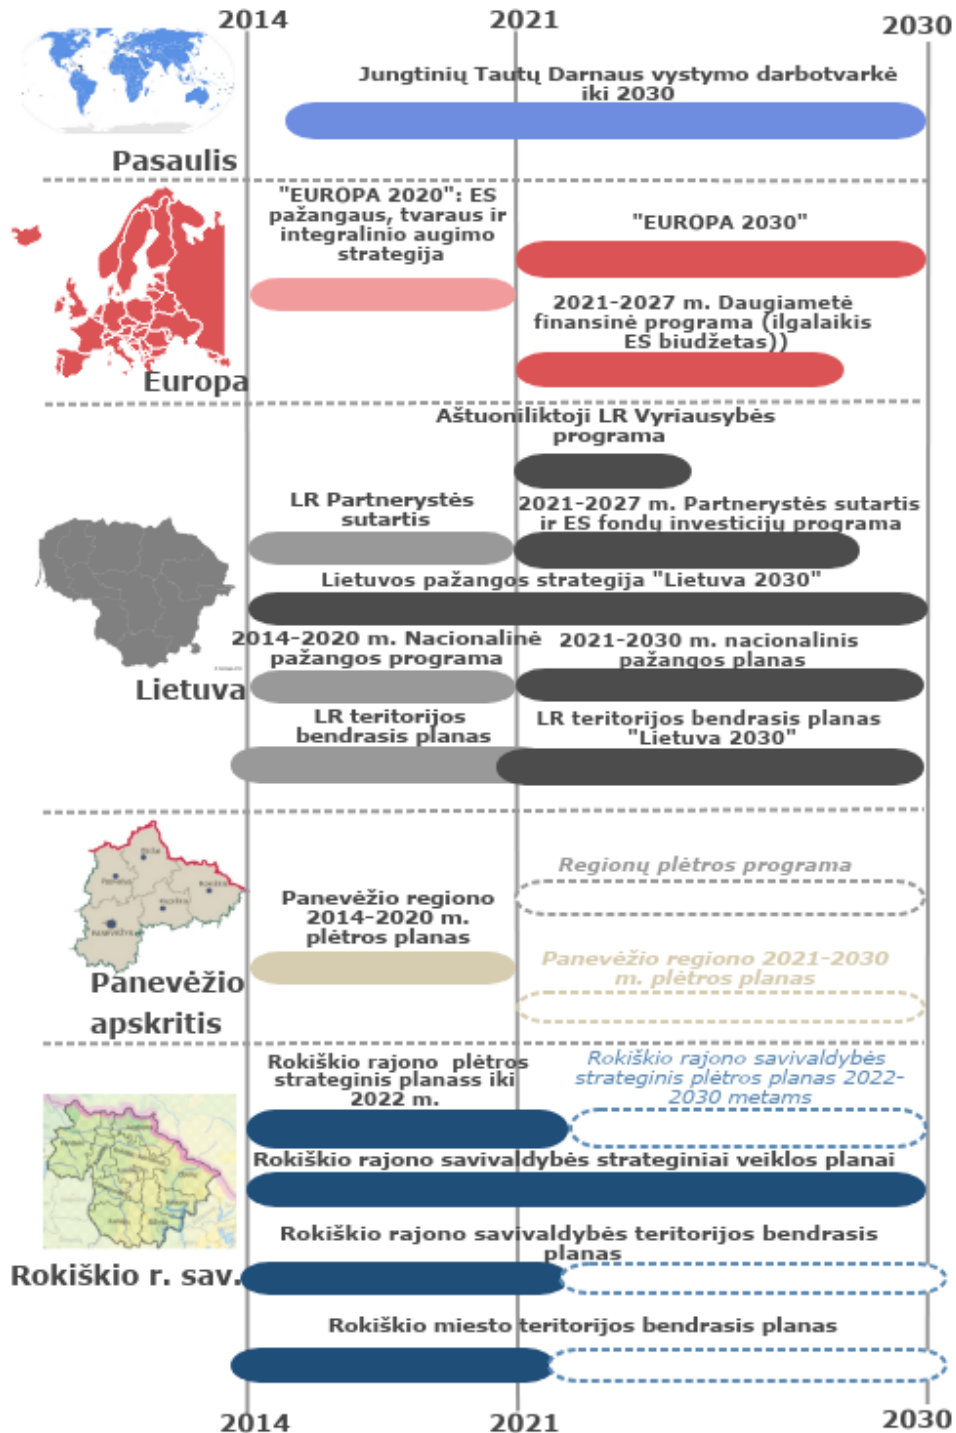 2014
2021
2030
Jungtinių Tautų Darnaus vystymo darbotvarkė
iki 2030
Pasaulis
"EUROPA 2020": ES
pažangaus, tvaraus ir
integralinio augimo
strategija
"EUROPA 2030"
2021-2027 m. Daugiametė
finansinė programa (ilgalaikis
ES biudžetas))
Europa
Aštuoniliktoji LR Vyriausybės
programa
LR Partnerystės
sutartis
2021-2027 m. Partnerystės sutartis
ir ES fondų investicijų programa
Lietuvos pažangos strategija "Lietuva 2030"
2014-2020 m. Nacionalinė
pažangos programa
2021-2030 m. nacionalinis
pažangos planas
Lietuva
LR teritorijos
bendrasis planas
LR teritorijos bendrasis planas
"Lietuva 2030"
Regionų plėtros programa
Panevėžio regiono
2014-2020 m.
plėtros planas
Panevėžio regiono 2021-2030
m. plėtros planas
Panevėžio
apskritis
Rokiškio rajono plėtros
strateginis planass iki
2022 m.
Rokiškio rajono savivaldybės
strateginis plėtros planas 2022-
2030 metams
Rokiškio rajono savivaldybės strateginiai veiklos planai
Rokiškio rajono savivaldybės teritorijos bendrasis
planas
Rokiškio r. sav.
Rokiškio miesto teritorijos bendrasis planas
2014
2021
2030